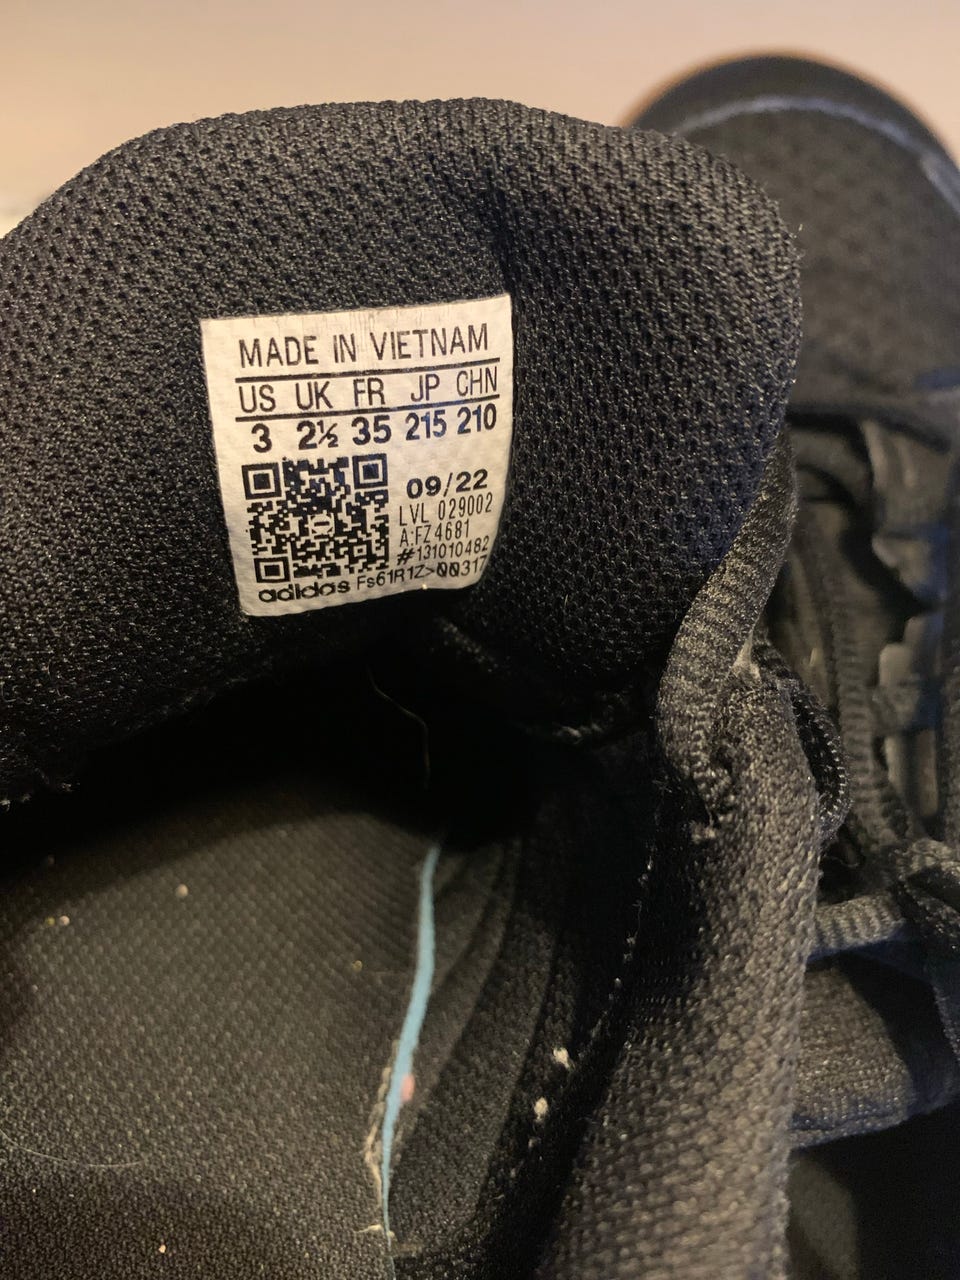 MADE IN VIETNAM
US UK FR JP CHN
3 2½ 35 215 210
09/22
LVL 029002
A:FZ4681
#131010482
adidas Fs61R1Z>00317